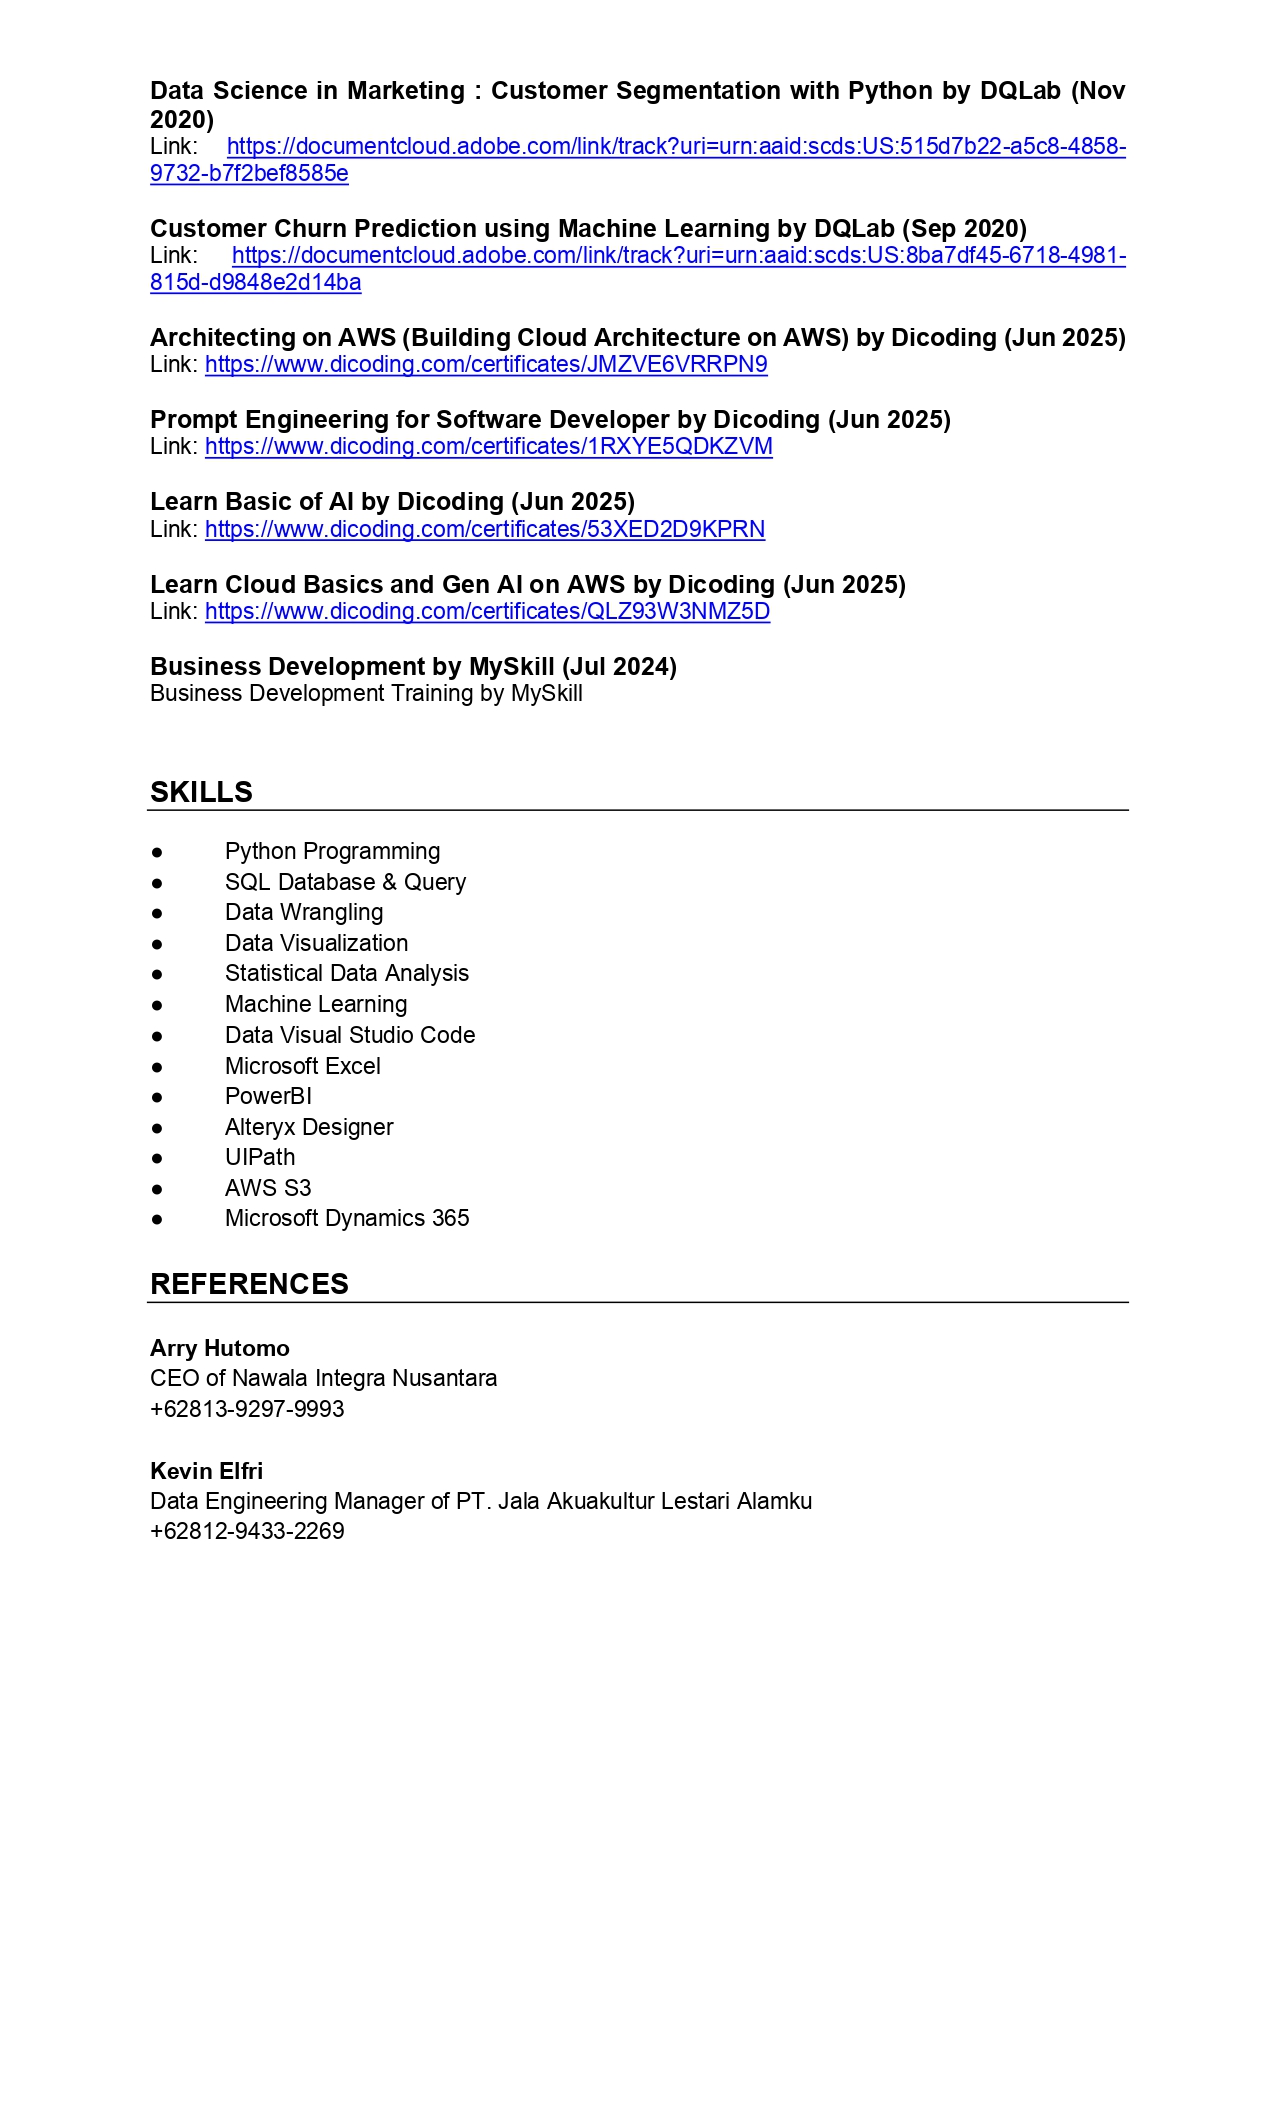 Data Science in Marketing : Customer Segmentation with Python by DQLab (Nov
2020)
Link: https://documentcloud.adobe.com/link/track?uri=urn:aaid:scds:US:515d7b22-a5c8-4858-
9732-b7f2bef8585e
Customer Churn Prediction using Machine Learning by DQLab (Sep 2020)
Link: https://documentcloud.adobe.com/link/track?uri=urn:aaid:scds:US:8ba7df45-6718-4981-
815d-d9848e2d14ba
Architecting on AWS (Building Cloud Architecture on AWS) by Dicoding (Jun 2025)
Link: https://www.dicoding.com/certificates/JMZVE6VRRPN9
Prompt Engineering for Software Developer by Dicoding (Jun 2025)
Link: https://www.dicoding.com/certificates/1RXYE5QDKZVM
Learn Basic of AI by Dicoding (Jun 2025)
Link: https://www.dicoding.com/certificates/53XED2D9KPRN
Learn Cloud Basics and Gen AI on AWS by Dicoding (Jun 2025)
Link: https://www.dicoding.com/certificates/QLZ93W3NMZ5D
Business Development by MySkill (Jul 2024)
Business Development Training by MySkill
SKILLS
● Python Programming
● SQL Database & Query
● Data Wrangling
● Data Visualization
● Statistical Data Analysis
● Machine Learning
● Data Visual Studio Code
● Microsoft Excel
● PowerBI
● Alteryx Designer
● UIPath
● AWS S3
● Microsoft Dynamics 365
REFERENCES
Arry Hutomo
CEO of Nawala Integra Nusantara
+62813-9297-9993
Kevin Elfri
Data Engineering Manager of PT. Jala Akuakultur Lestari Alamku
+62812-9433-2269